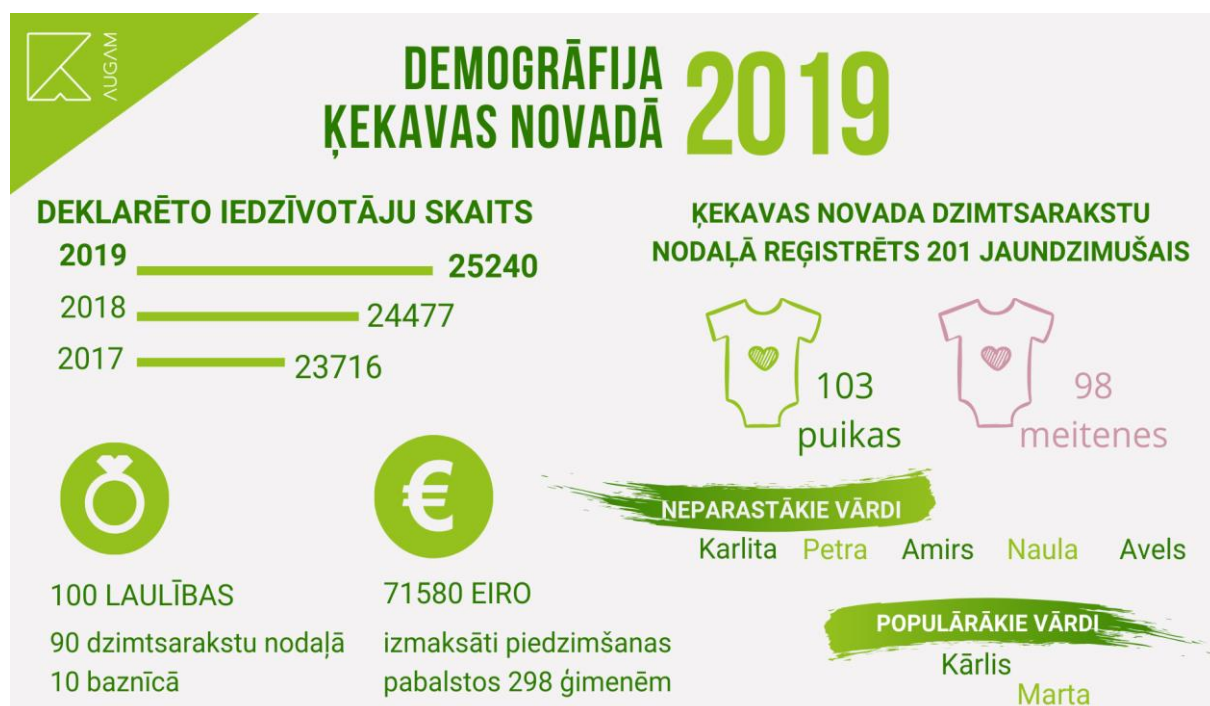 AUGAM
DEMOGRĀFIJA
ĶEKAVAS NOVADĀ
2019
DEKLARĒTO IEDZĪVOTĀJU SKAITS
2019 25240
2018 24477
2017 23716
ĶEKAVAS NOVADA DZIMTSARAKSTU
NODAĻĀ REĢISTRĒTS 201 JAUNDZIMUŠAIS
103
puikas
98
meitenes
100 LAULĪBAS
90 dzimtsarakstu nodaļā
10 baznīcā
€
71580 EIRO
izmaksāti piedzimšanas
pabalstos 298 ģimenēm
NEPARASTĀKIE VĀRDI
Karlita Petra Amirs Naula Avels
POPULĀRĀKIE VĀRDI
Kārlis
Marta